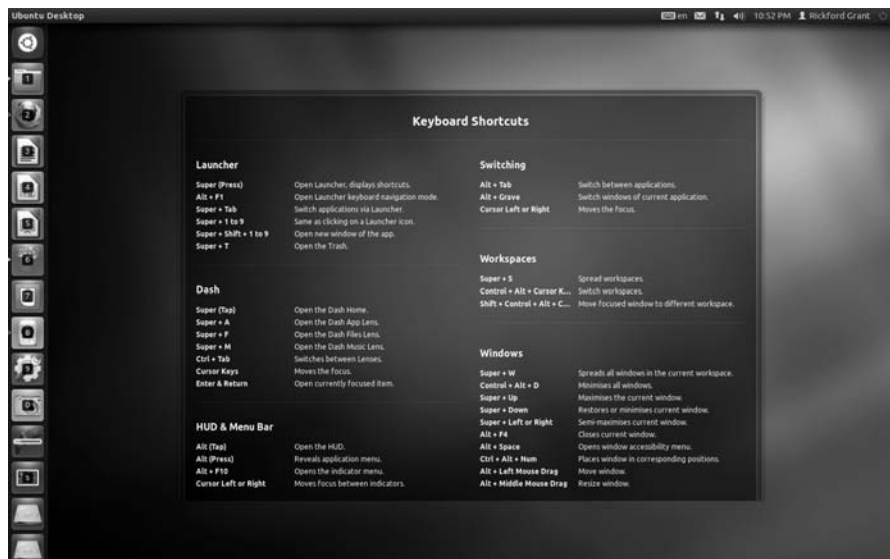 Ubuntu Desktop en 10:52 PM Rickford Grant
Keyboard Shortcuts
Launcher
Super (Press) Open Launcher, displays shortcuts.
Alt + F1 Open Launcher keyboard navigation mode.
Super + Tab Switch applications via Launcher.
Super + 1 to 9 Same as clicking on a Launcher icon.
Super + Shift + 1 to 9 Open new window of the app.
Super + T Open the Trash.
Dash
Super (Tap) Open the Dash Home.
Super + A Open the Dash App Lens.
Super + F Open the Dash Files Lens.
Super + M Open the Dash Music Lens.
Ctrl + Tab Switches between Lenses.
Cursor Keys Moves the focus.
Enter & Return Open currently focused item.
HUD & Menu Bar
Alt (Tap) Open the HUD.
Alt (Press) Reveals application menu.
Alt + F10 Opens the indicator menu.
Cursor Left or Right Moves focus between indicators.
Switching
Alt + Tab Switch between applications.
Alt + Grave Switch windows of current application.
Cursor Left or Right Moves the focus.
Workspaces
Super + S Spread workspaces.
Control + Alt + Cursor K... Switch workspaces.
Shift + Control + Alt + C... Move focused window to different workspace.
Windows
Super + W Spreads all windows in the current workspace.
Control + Alt + D Minimises all windows.
Super + Up Maximises the current window.
Super + Down Restores or minimises current window.
Super + Left or Right Semi-maximises current window.
Alt + F4 Closes current window.
Alt + Space Opens window accessibility menu.
Ctrl + Alt + Num Places window in corresponding positions.
Alt + Left Mouse Drag Move window.
Alt + Middle Mouse Drag Resize window.
1
2
3
4
5
6
7
8
9
0
S